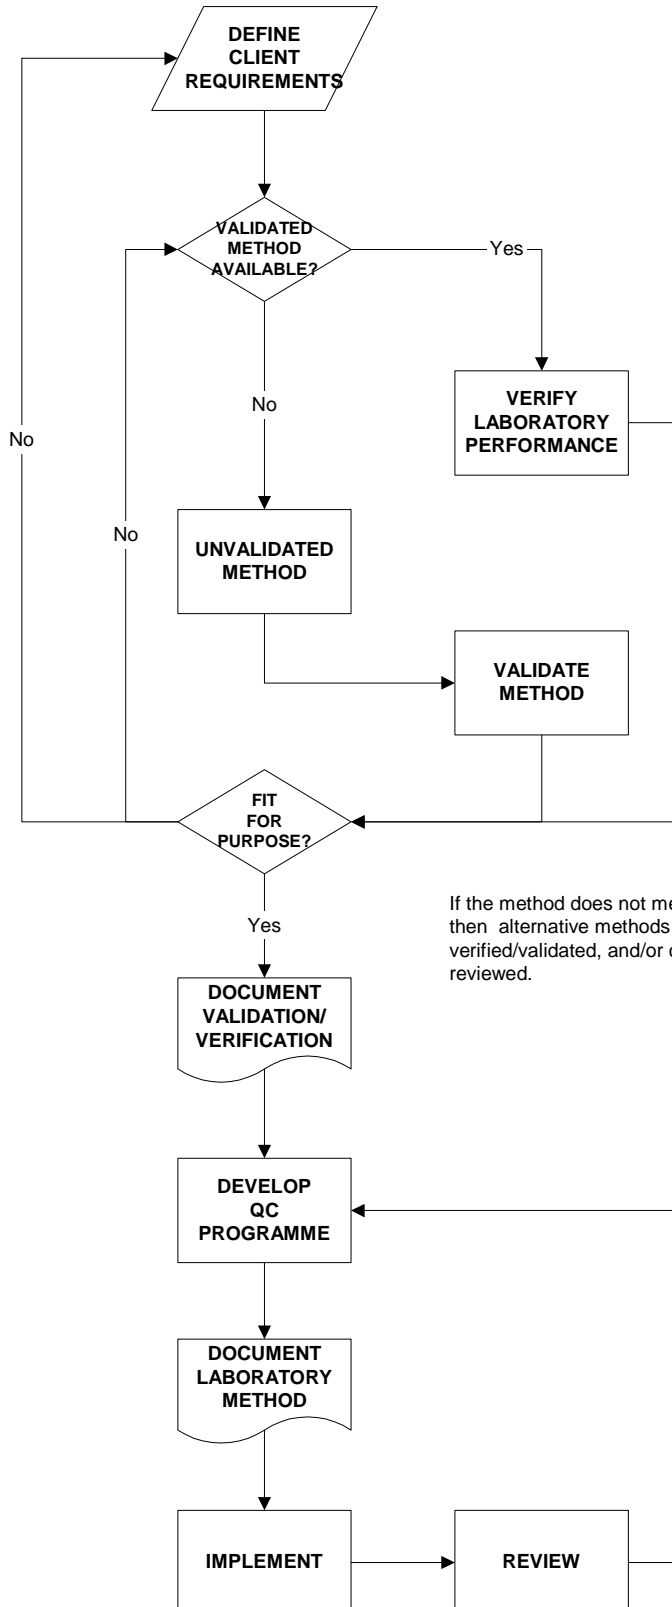 DEFINE
CLIENT
REQUIREMENTS
VALIDATED
METHOD
AVAILABLE?
Yes
No
VERIFY
LABORATORY
PERFORMANCE
No
No
UNVALIDATED
METHOD
VALIDATE
METHOD
FIT
FOR
PURPOSE?
If the method does not
then alternative methods
verified/validated, and/or
reviewed.
Yes
DOCUMENT
VALIDATION/
VERIFICATION
DEVELOP
QC
PROGRAMME
DOCUMENT
LABORATORY
METHOD
IMPLEMENT
REVIEW